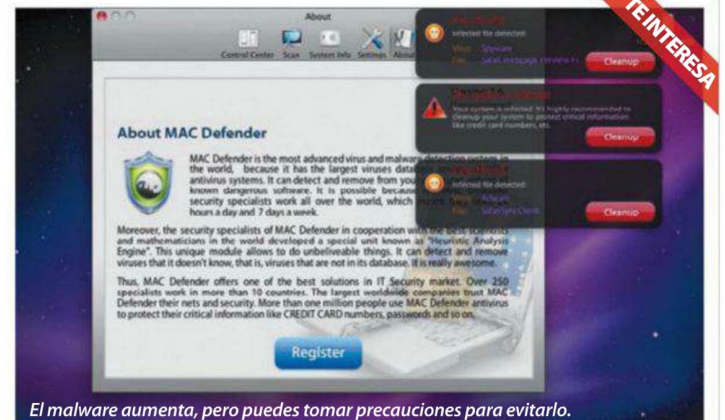 TE INTERESA
About
Control Center Scan System Info Settings About
About MAC Defender
MAC Defender is the most advanced virus and malware detection system in
the world, because it has the largest viruses
antivirus systems. It can detect and remove from
known dangerous software. It is possible
security specialists work all over the world, which
hours a day and 7 days a week.
Moreover, the security specialists of MAC Defender in cooperation with the best scientists
and mathematicians in the world developed a special unit known as "Heuristic Analysis
Engine". This unique module allows to do unbelieveable things. It can detect and remove
viruses that it doesn't know, that is, viruses that are not in its database. It is really awesome.
Thus, MAC Defender offers one of the best solutions in IT Security market. Over 250
specialists work in more than 10 countries. The largest worldwide companies trust MAC
Defender their nets and security. More than one million people use MAC Defender antivirus
to protect their critical information like CREDIT CARD numbers, passwords and so on.
Register
Infected file detected:
Virus: Spyware
Cleanup
Your system is infected. It's highly recommended to
cleanup your system to protect critical information
like credit card numbers, etc.
Cleanup
Infected file detected:
Cleanup
El malware aumenta, pero puedes tomar precauciones para evitarlo.